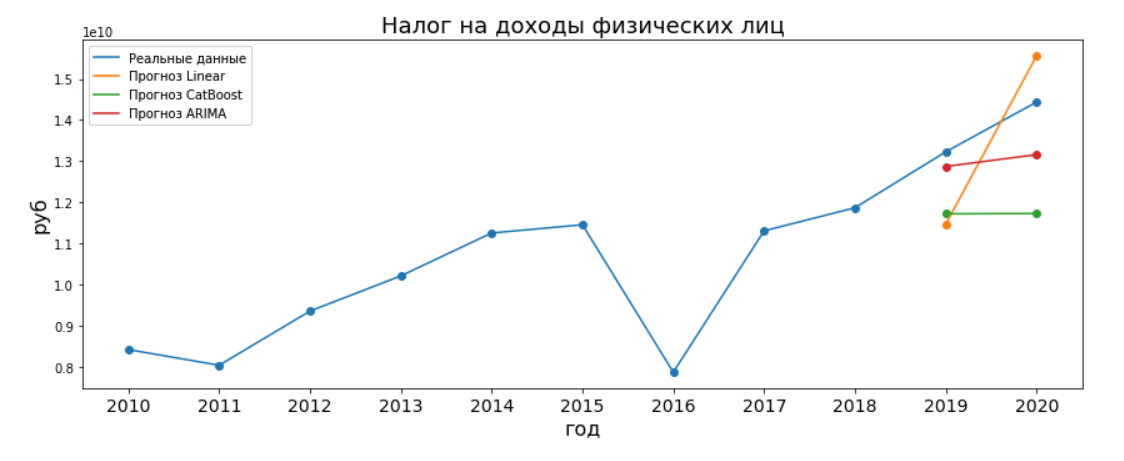 Налог на доходы физических лиц
1e10
Реальные данные
Прогноз Linear
Прогноз CatBoost
Прогноз ARIMA
1.5
1.4
1.3
1.2
1.1
1.0
0.9
0.8
руб
2010 2011 2012 2013 2014 2015 2016 2017 2018 2019 2020
год